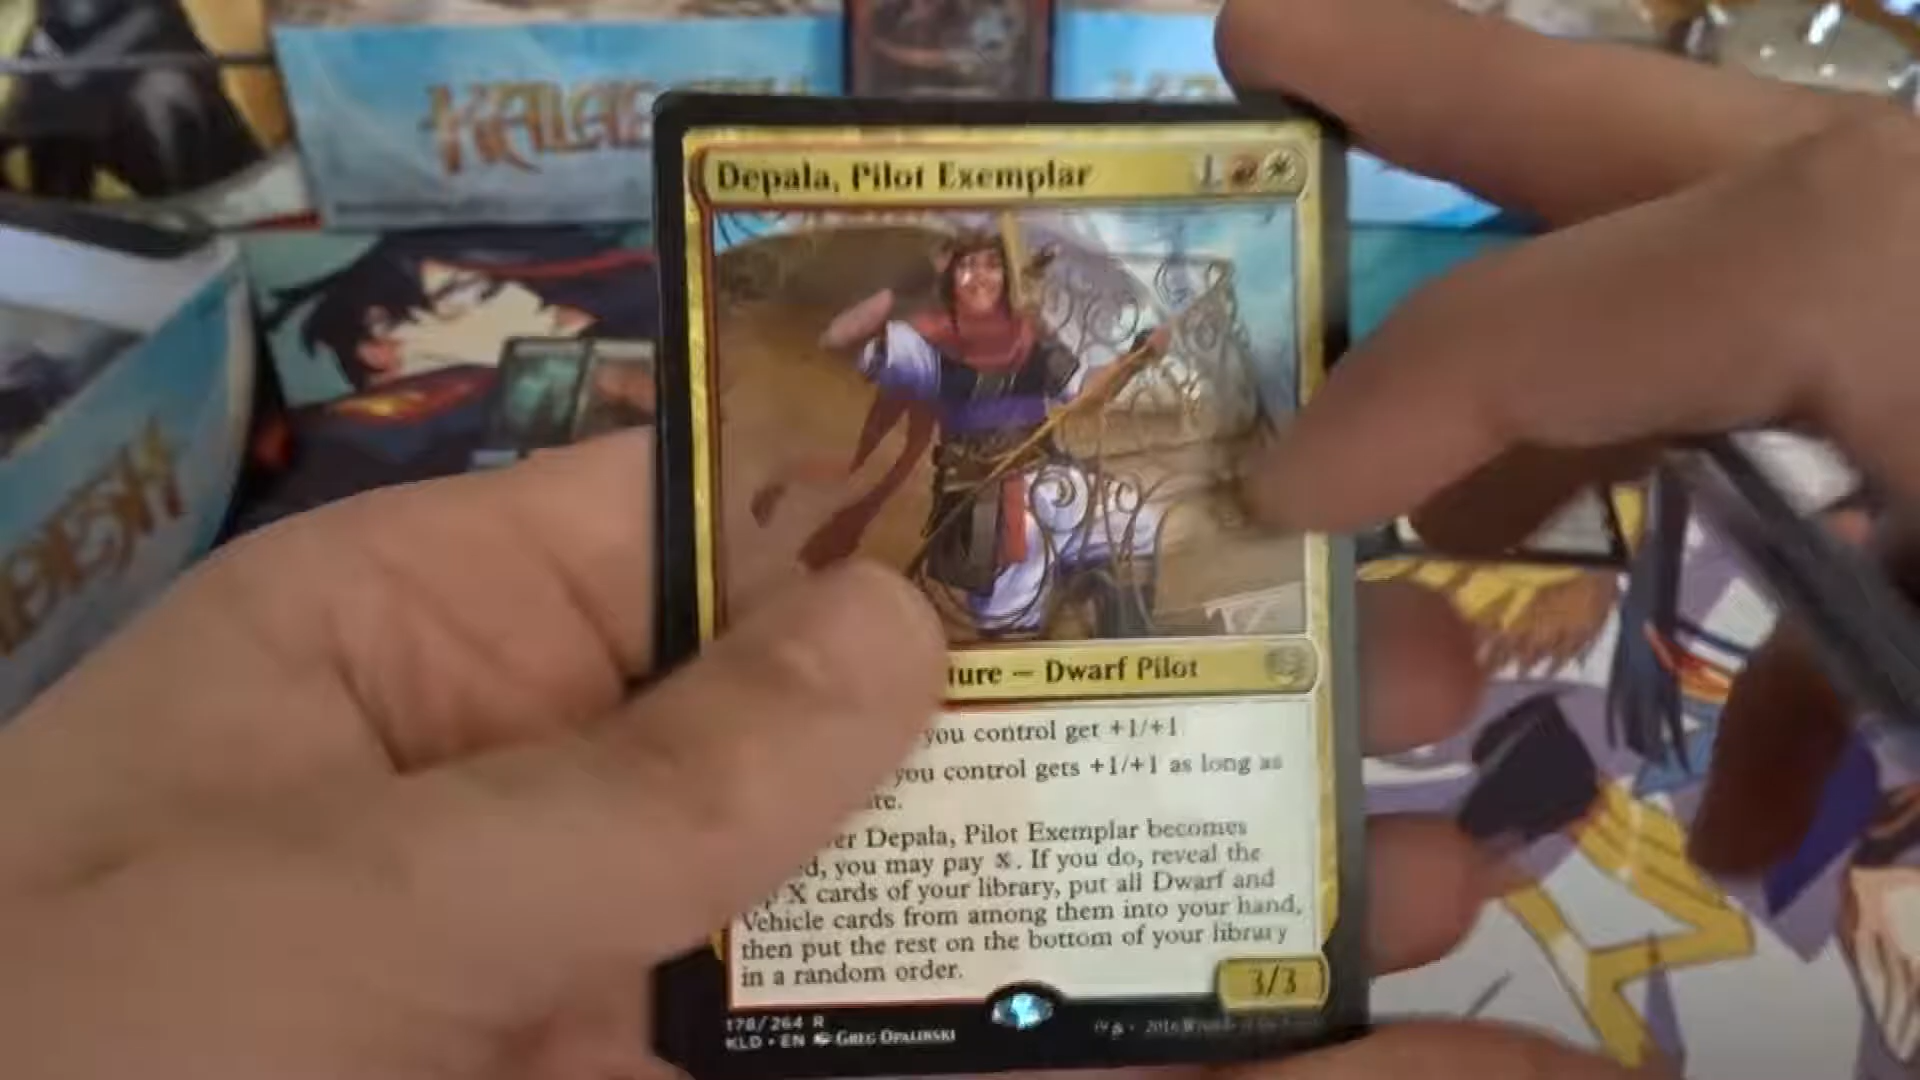 Depala, Pilot Exemplar 1
ture — Dwarf Pilot
you control get +1/+1
you control gets +1/+1 as long as
Depala, Pilot Exemplar becomes
you may pay X. If you do, reveal the
X cards of your library, put all Dwarf and
Vehicle cards from among them into your hand,
then put the rest on the bottom of your library
in a random order.
3/3
178/264 R
KLD • EN GREG OPALINSKI
2016